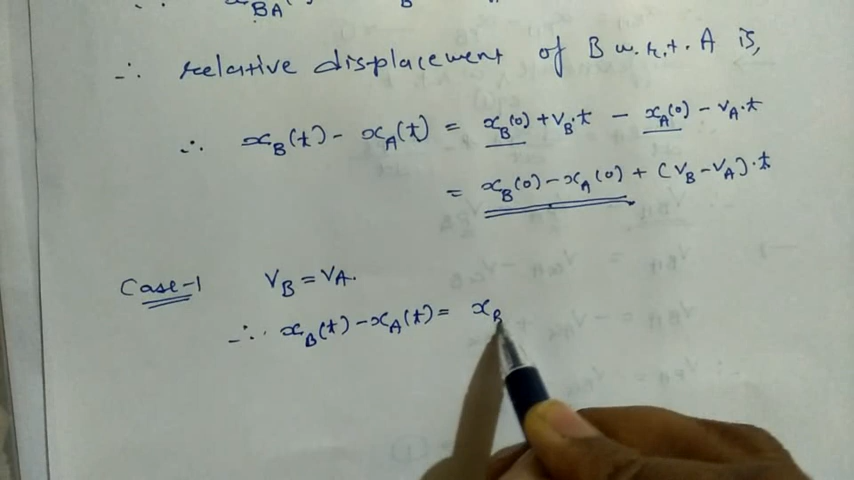 ∴ x_BA(
∴ relative displacement of B w.r.t. A is,
∴ x_B(t) - x_A(t) = x_B(0) + V_B·t - x_A(0) - V_A·t
= x_B(0) - x_A(0) + (V_B - V_A)·t
Case-1 V_B = V_A.
∴ x_B(t) - x_A(t) = x_B